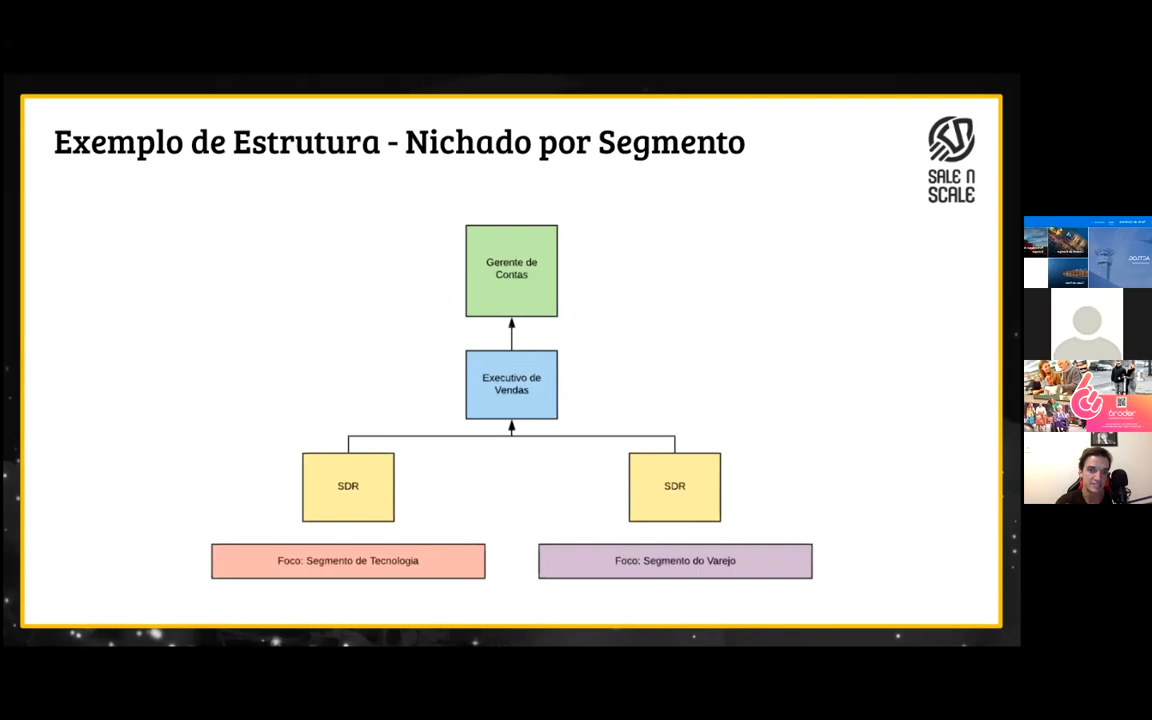 Exemplo de Estrutura - Nichado por Segmento
SALE N
SCALE
Gerente de
Contas
Executivo de
Vendas
SDR
SDR
Foco: Segmento de Tecnologia
Foco: Segmento do Varejo